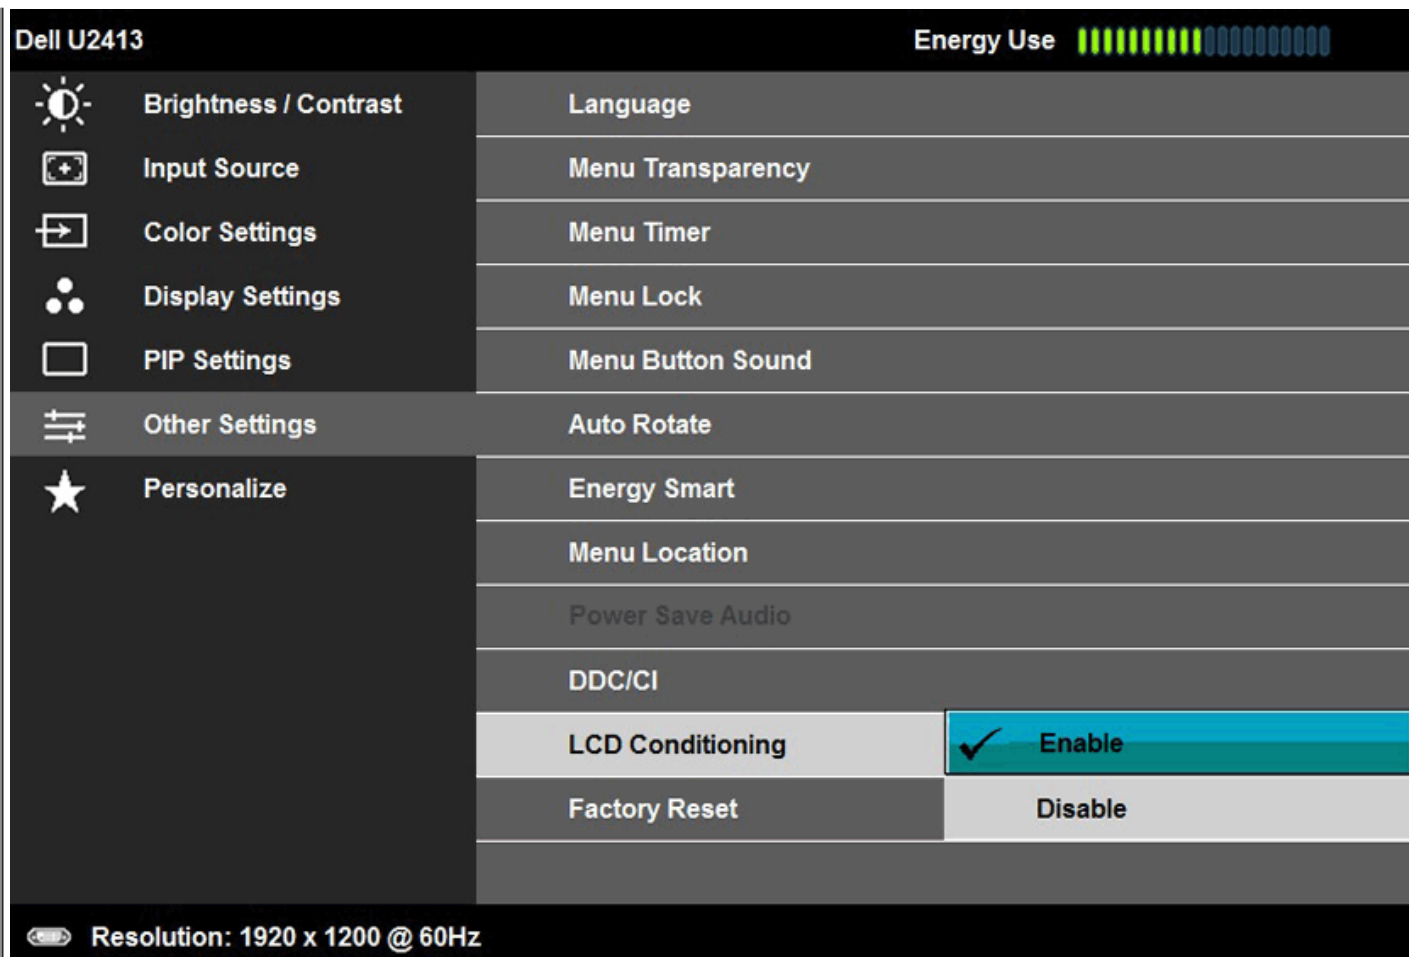 Dell U2413
Energy Use
Brightness / Contrast
Input Source
Color Settings
Display Settings
PIP Settings
Other Settings
Personalize
Language
Menu Transparency
Menu Timer
Menu Lock
Menu Button Sound
Auto Rotate
Energy Smart
Menu Location
Power Save Audio
DDC/CI
LCD Conditioning
Enable
Factory Reset
Disable
Resolution: 1920 x 1200 @ 60Hz